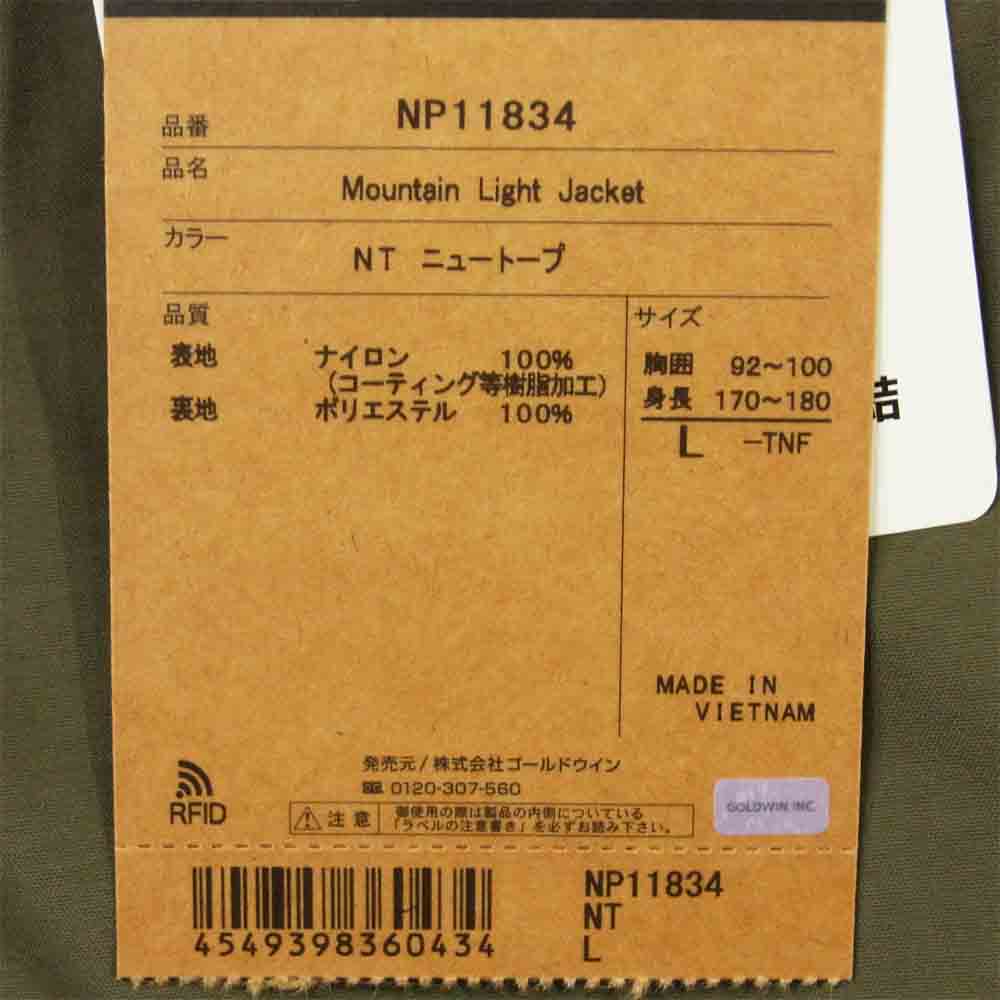 品番 NP11834
品名
Mountain Light Jacket
カラー
NT ニュートープ
品質
表地 ナイロン 100%
(コーティング等樹脂加工)
裏地 ポリエステル 100%
サイズ
胸囲 92～100
身長 170～180
L -TNF
結
MADE IN
VIETNAM
RFID
発売元/株式会社ゴールドウイン
0120-307-560
注意
御使用の際は製品の内側についている
「ラベルの注意書き」を必ずお読み下さい。
GOLDWIN INC.
4549398360434
NP11834
NT
L